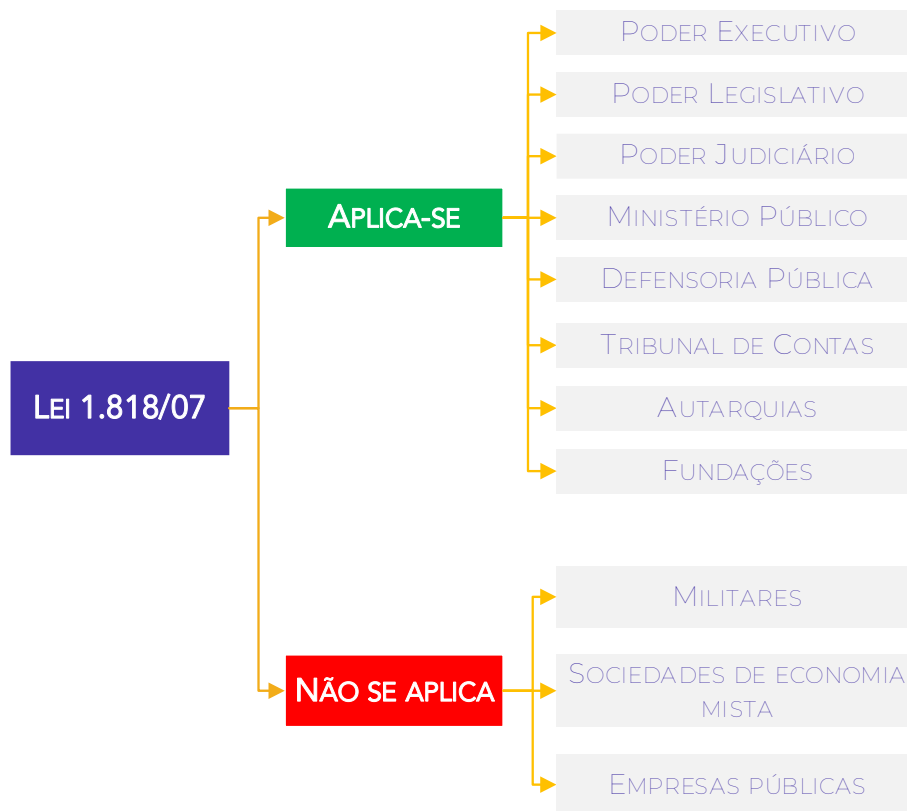 Poder Executivo
Poder Legislativo
Poder Judiciário
Aplica-se
Ministério Público
Defensoria Pública
Tribunal de Contas
Lei 1.818/07
Autarquias
Fundações
Militares
Não se aplica
Sociedades de economia
mista
Empresas públicas